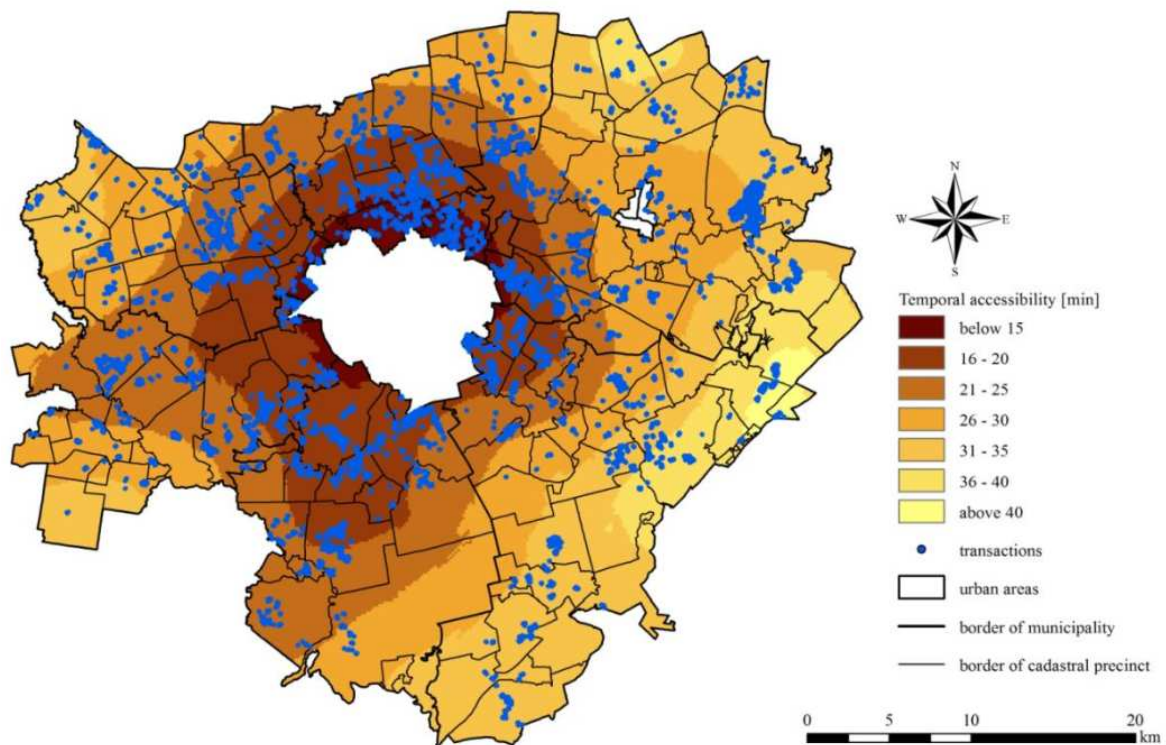 N
W E
S
Temporal accessibility [min]
below 15
16 - 20
21 - 25
26 - 30
31 - 35
36 - 40
above 40
transactions
urban areas
border of municipality
border of cadastral precinct
0 5 10 20
km